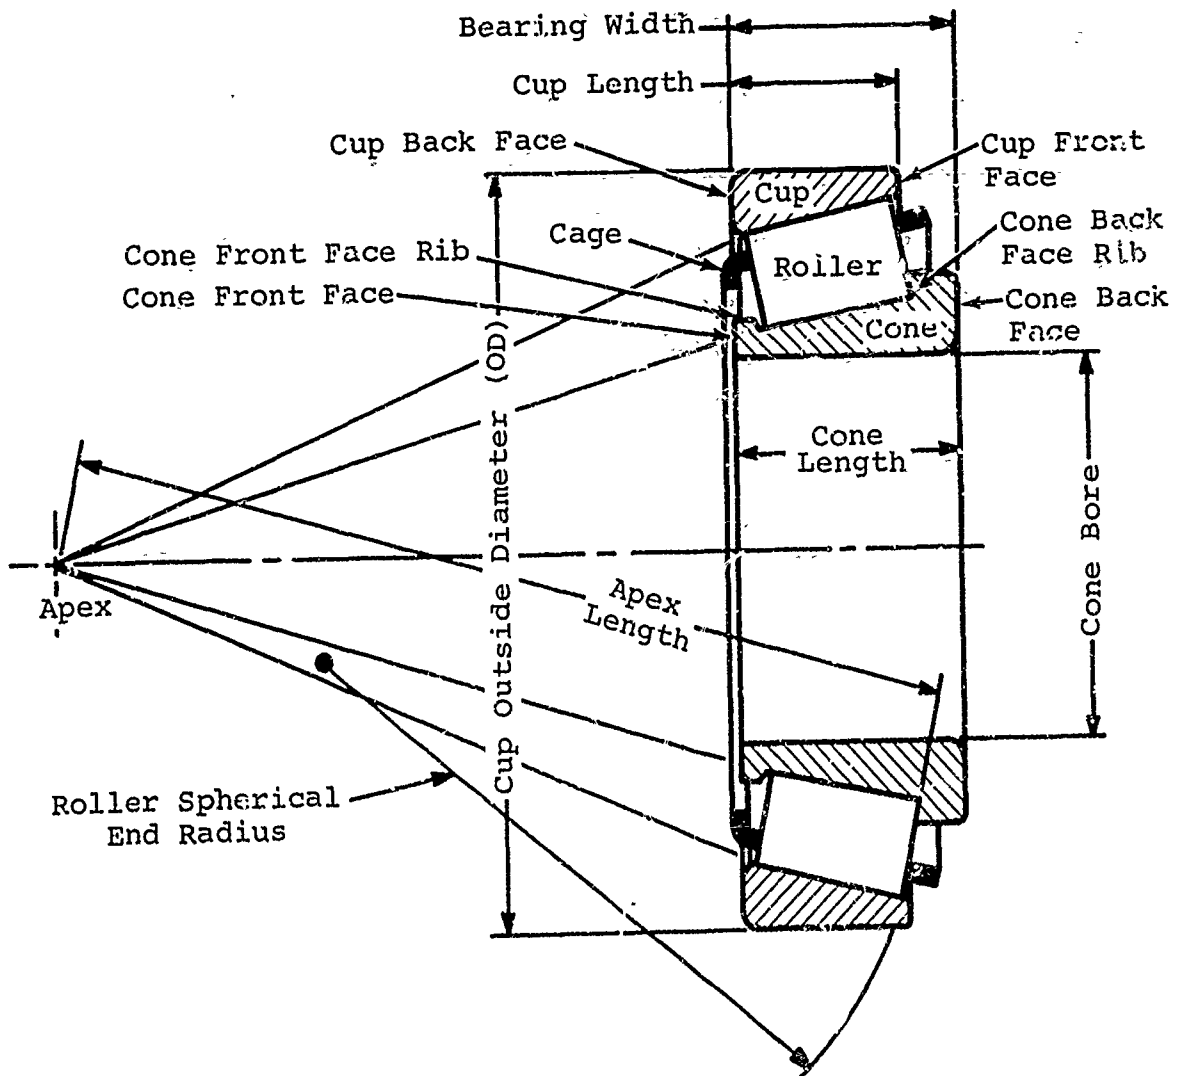 Bearing Width
Cup Length
Cup Back Face
Cup Front
Face
Cup
Cage
Cone Back
Face Rib
Cone Front Face Rib
Roller
Cone Front Face
Cone Back
Face
Cone
Cup Outside Diameter (OD)
Cone
Length
Cone Bore
Apex
Apex
Length
Roller Spherical
End Radius